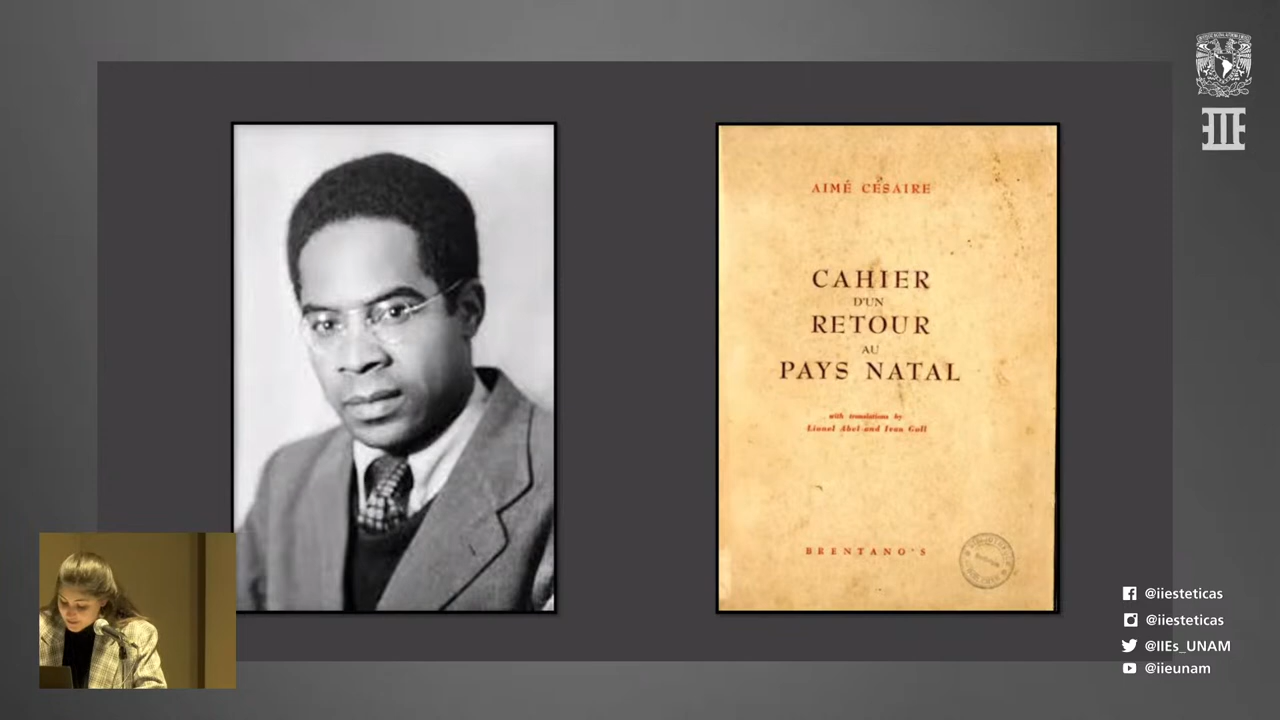 AIMÉ CÉSAIRE
CAHIER
D'UN
RETOUR
AU
PAYS NATAL
with translations by
Lionel Abel and Ivan Goll
BRENTANO'S
@iiesteticas
@iiesteticas
@IIEs_UNAM
@iieunam